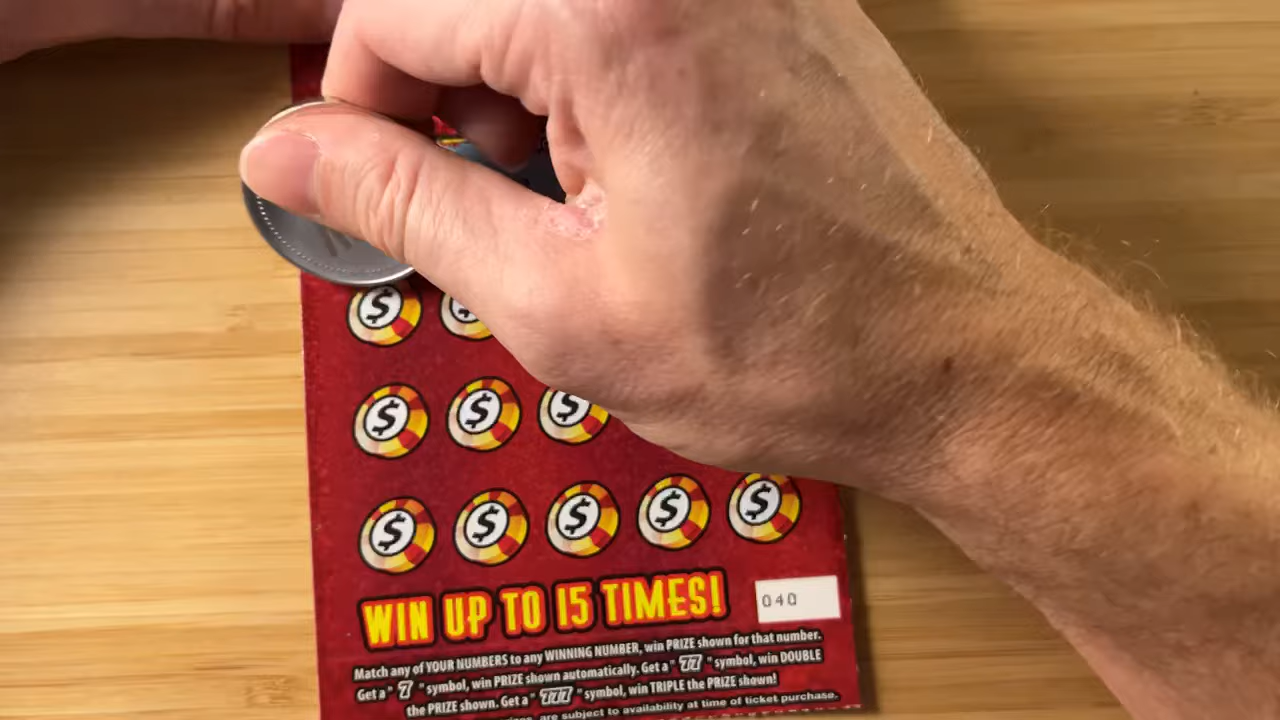 $ $
$ $ $
$ $ $ $ $
WIN UP TO 15 TIMES!
040
Match any of YOUR NUMBERS to any WINNING NUMBER, win PRIZE shown for that number.
Get a "7" symbol, win PRIZE shown automatically. Get a "77" symbol, win DOUBLE
the PRIZE shown. Get a "777" symbol, win TRIPLE the PRIZE shown!
are subject to availability at time of ticket purchase.